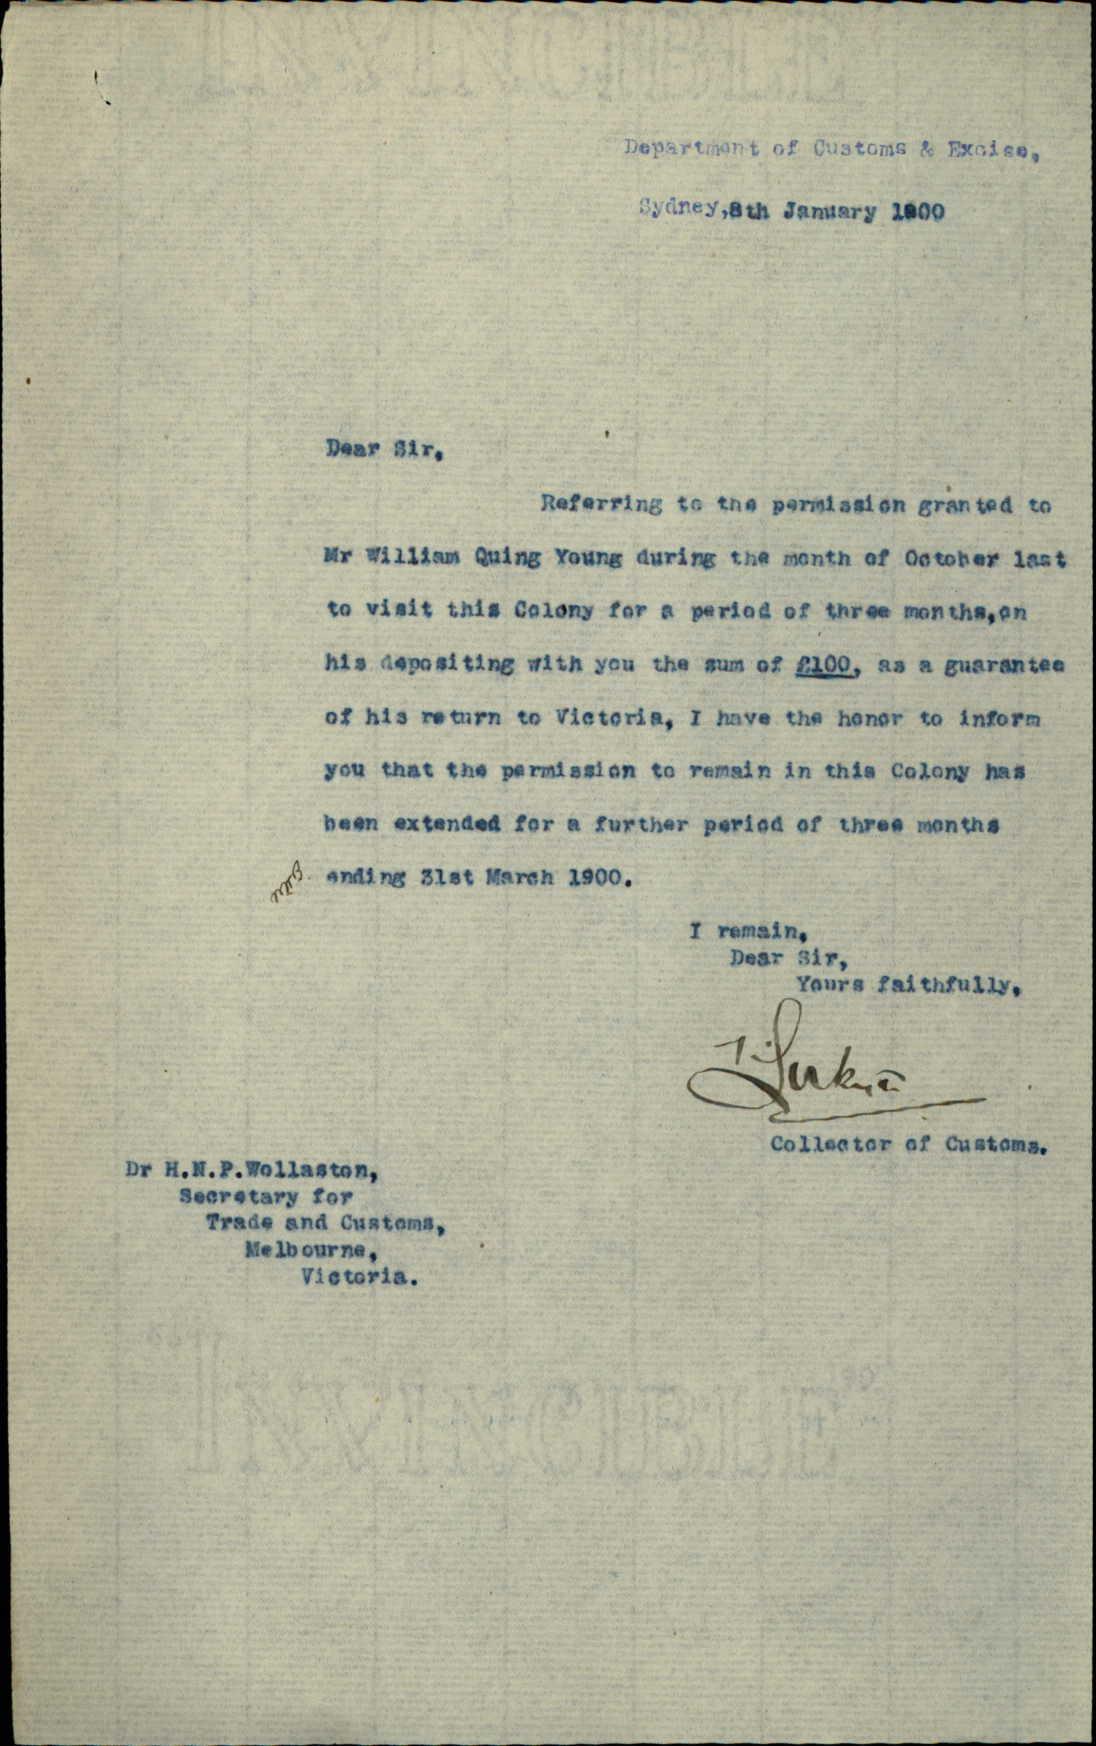 Department of Customs & Excise,
Sydney, 8th January 1900
Dear Sir,
Referring to the permission granted to
Mr William Quing Young during the month of October last
to visit this Colony for a period of three months, on
his depositing with you the sum of £100, as a guarantee
of his return to Victoria, I have the honor to inform
you that the permission to remain in this Colony has
been extended for a further period of three months
ending 31st March 1900.
I remain,
Dear Sir,
Yours faithfully,
Collector of Customs.
Dr H.N.P.Wollaston,
Secretary for
Trade and Customs,
Melbourne,
Victoria.